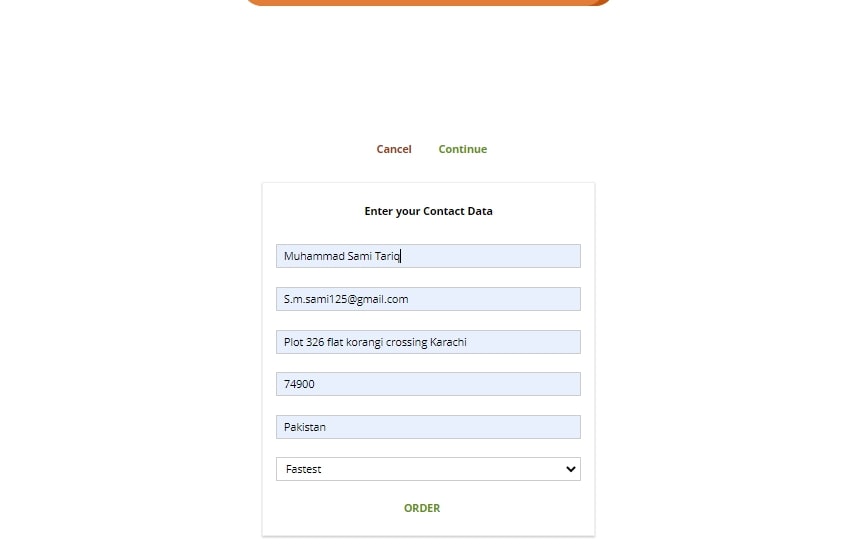 Cancel Continue
Enter your Contact Data
Muhammad Sami Tariq
S.m.sami125@gmail.com
Plot 326 flat korangi crossing Karachi
74900
Pakistan
Fastest
ORDER